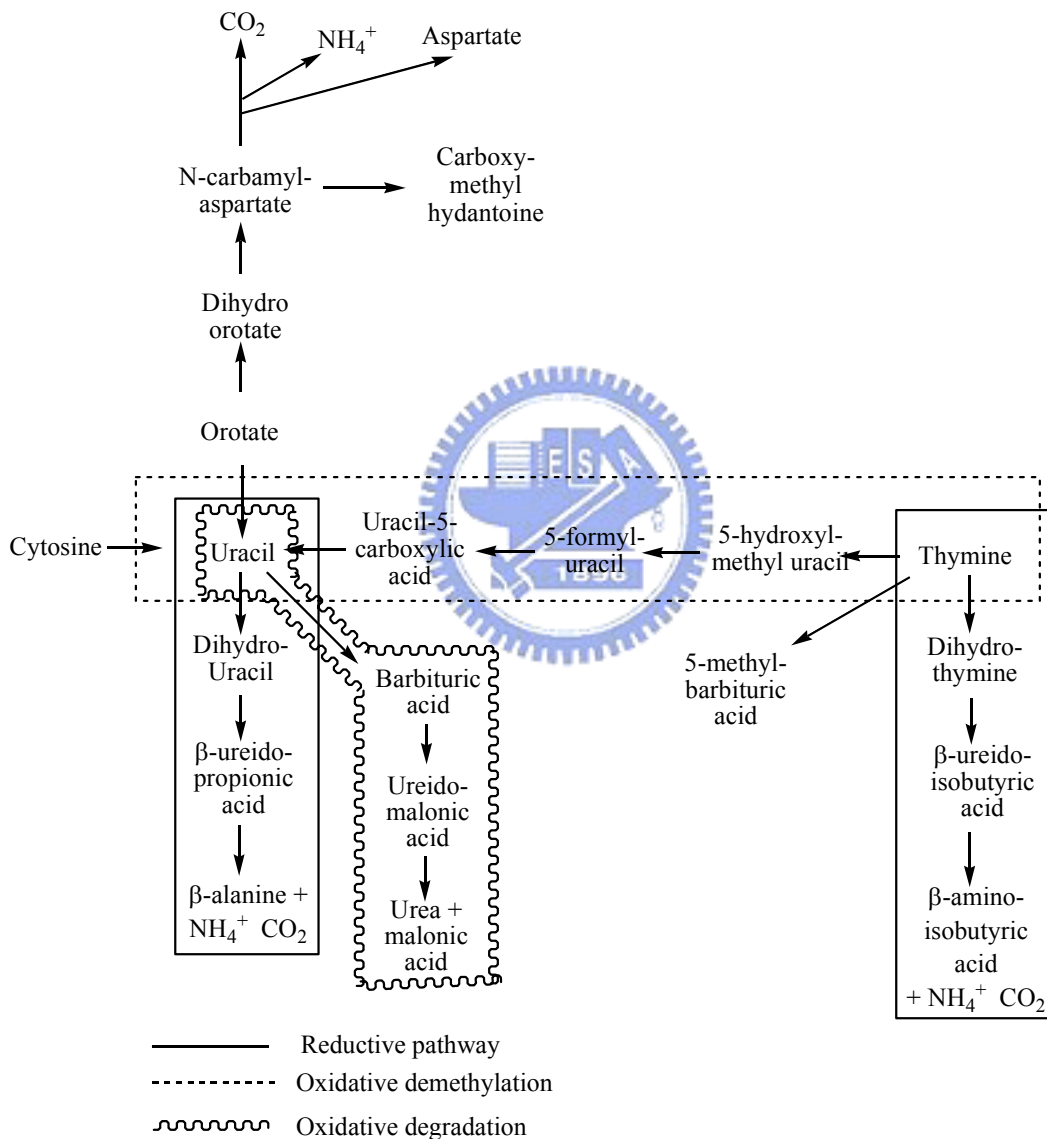 CO2
NH4+
Aspartate
N-carbamyl-
aspartate
Carboxy-
methyl
hydantoine
Dihydro
orotate
Orotate
E S A
1896
Cytosine
Uracil
Uracil-5-
carboxylic
acid
5-formyl-
uracil
5-hydroxyl-
methyl uracil
Thymine
Dihydro-
Uracil
β-ureido-
propionic
acid
β-alanine +
NH4+ CO2
Barbituric
acid
Ureido-
malonic
acid
Urea +
malonic
acid
5-methyl-
barbituric
acid
Dihydro-
thymine
β-ureido-
isobutyric
acid
β-amino-
isobutyric
acid
+ NH4+ CO2
Reductive pathway
Oxidative demethylation
Oxidative degradation